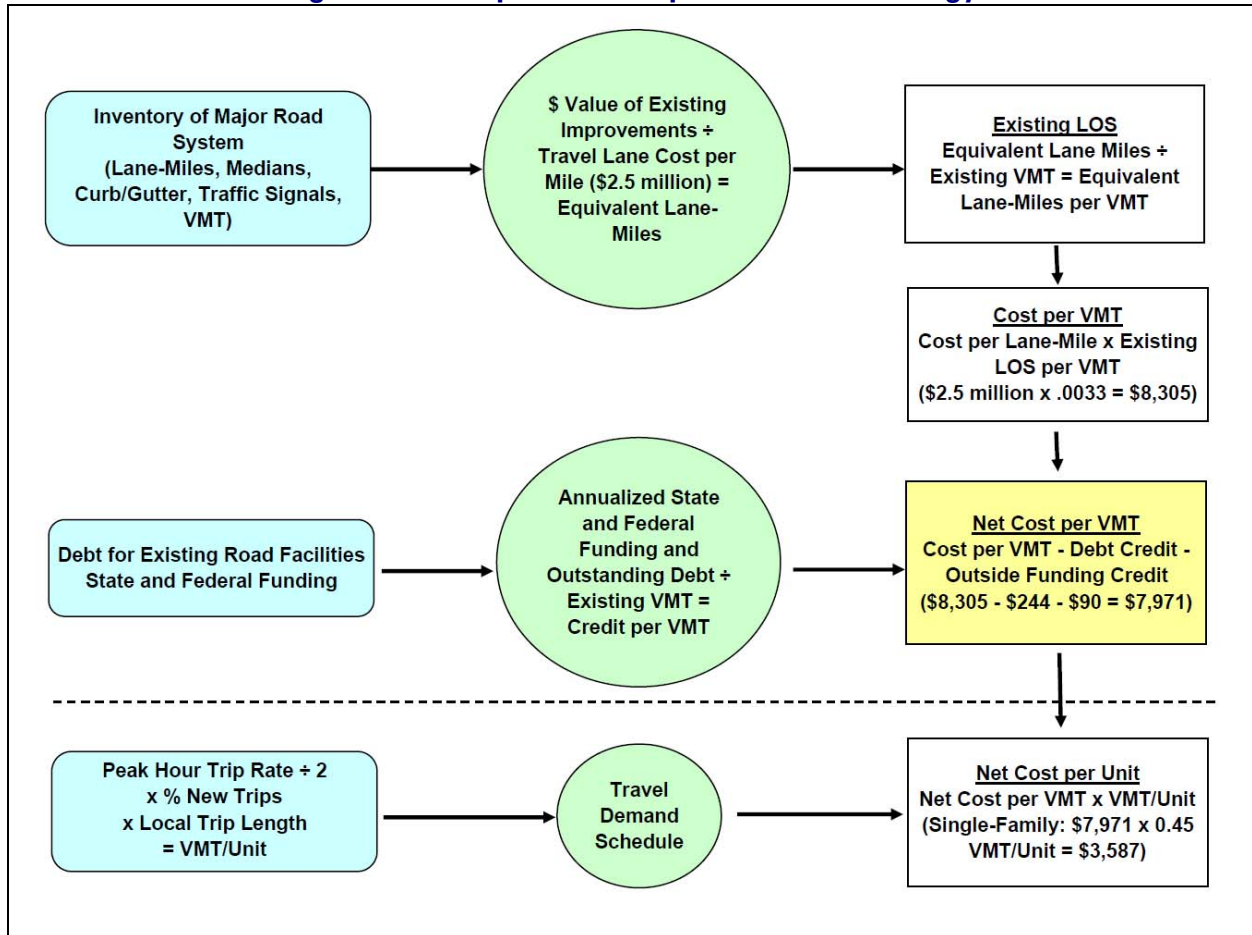 Inventory of Major Road
System
(Lane-Miles, Medians,
Curb/Gutter, Traffic Signals,
VMT)
$ Value of Existing
Improvements ÷
Travel Lane Cost per
Mile ($2.5 million) =
Equivalent Lane-
Miles
Existing LOS
Equivalent Lane Miles ÷
Existing VMT = Equivalent
Lane-Miles per VMT
Cost per VMT
Cost per Lane-Mile x Existing
LOS per VMT
($2.5 million x .0033 = $8,305)
Debt for Existing Road Facilities
State and Federal Funding
Annualized State
and Federal
Funding and
Outstanding Debt ÷
Existing VMT =
Credit per VMT
Net Cost per VMT
Cost per VMT - Debt Credit -
Outside Funding Credit
($8,305 - $244 - $90 = $7,971)
Peak Hour Trip Rate ÷ 2
x % New Trips
x Local Trip Length
= VMT/Unit
Travel
Demand
Schedule
Net Cost per Unit
Net Cost per VMT x VMT/Unit
(Single-Family: $7,971 x 0.45
VMT/Unit = $3,587)